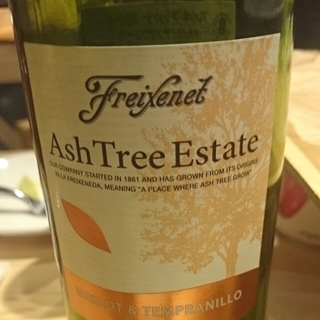 Freixenet
Ash Tree Estate
OUR COMPANY STARTED IN 1861 AND HAS GROWN FROM ITS ORIGINS
IN LA FREIXENEDA, MEANING "A PLACE WHERE ASH TREE GROW"
MERLOT & TEMPRANILLO